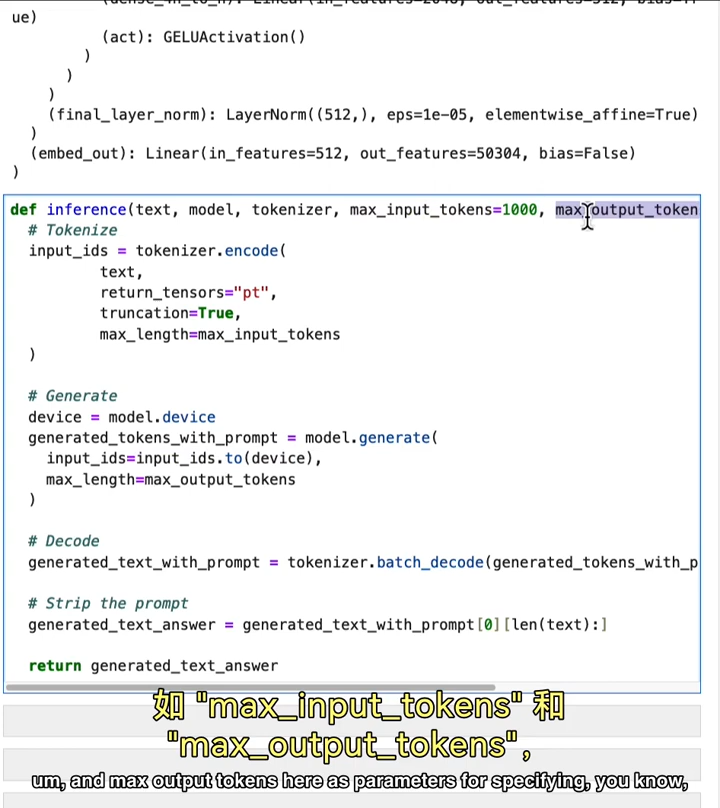 ue)
(act): GELUActivation()
)
)
)
(final_layer_norm): LayerNorm((512,), eps=1e-05, elementwise_affine=True)
)
(embed_out): Linear(in_features=512, out_features=50304, bias=False)
)
def inference(text, model, tokenizer, max_input_tokens=1000, max_output_token
# Tokenize
input_ids = tokenizer.encode(
text,
return_tensors="pt",
truncation=True,
max_length=max_input_tokens
)
# Generate
device = model.device
generated_tokens_with_prompt = model.generate(
input_ids=input_ids.to(device),
max_length=max_output_tokens
)
# Decode
generated_text_with_prompt = tokenizer.batch_decode(generated_tokens_with_p
# Strip the prompt
generated_text_answer = generated_text_with_prompt[0][len(text):]
return generated_text_answer
如 "max_input_tokens" 和
"max_output_tokens",
um, and max output tokens here as parameters for specifying, you know,